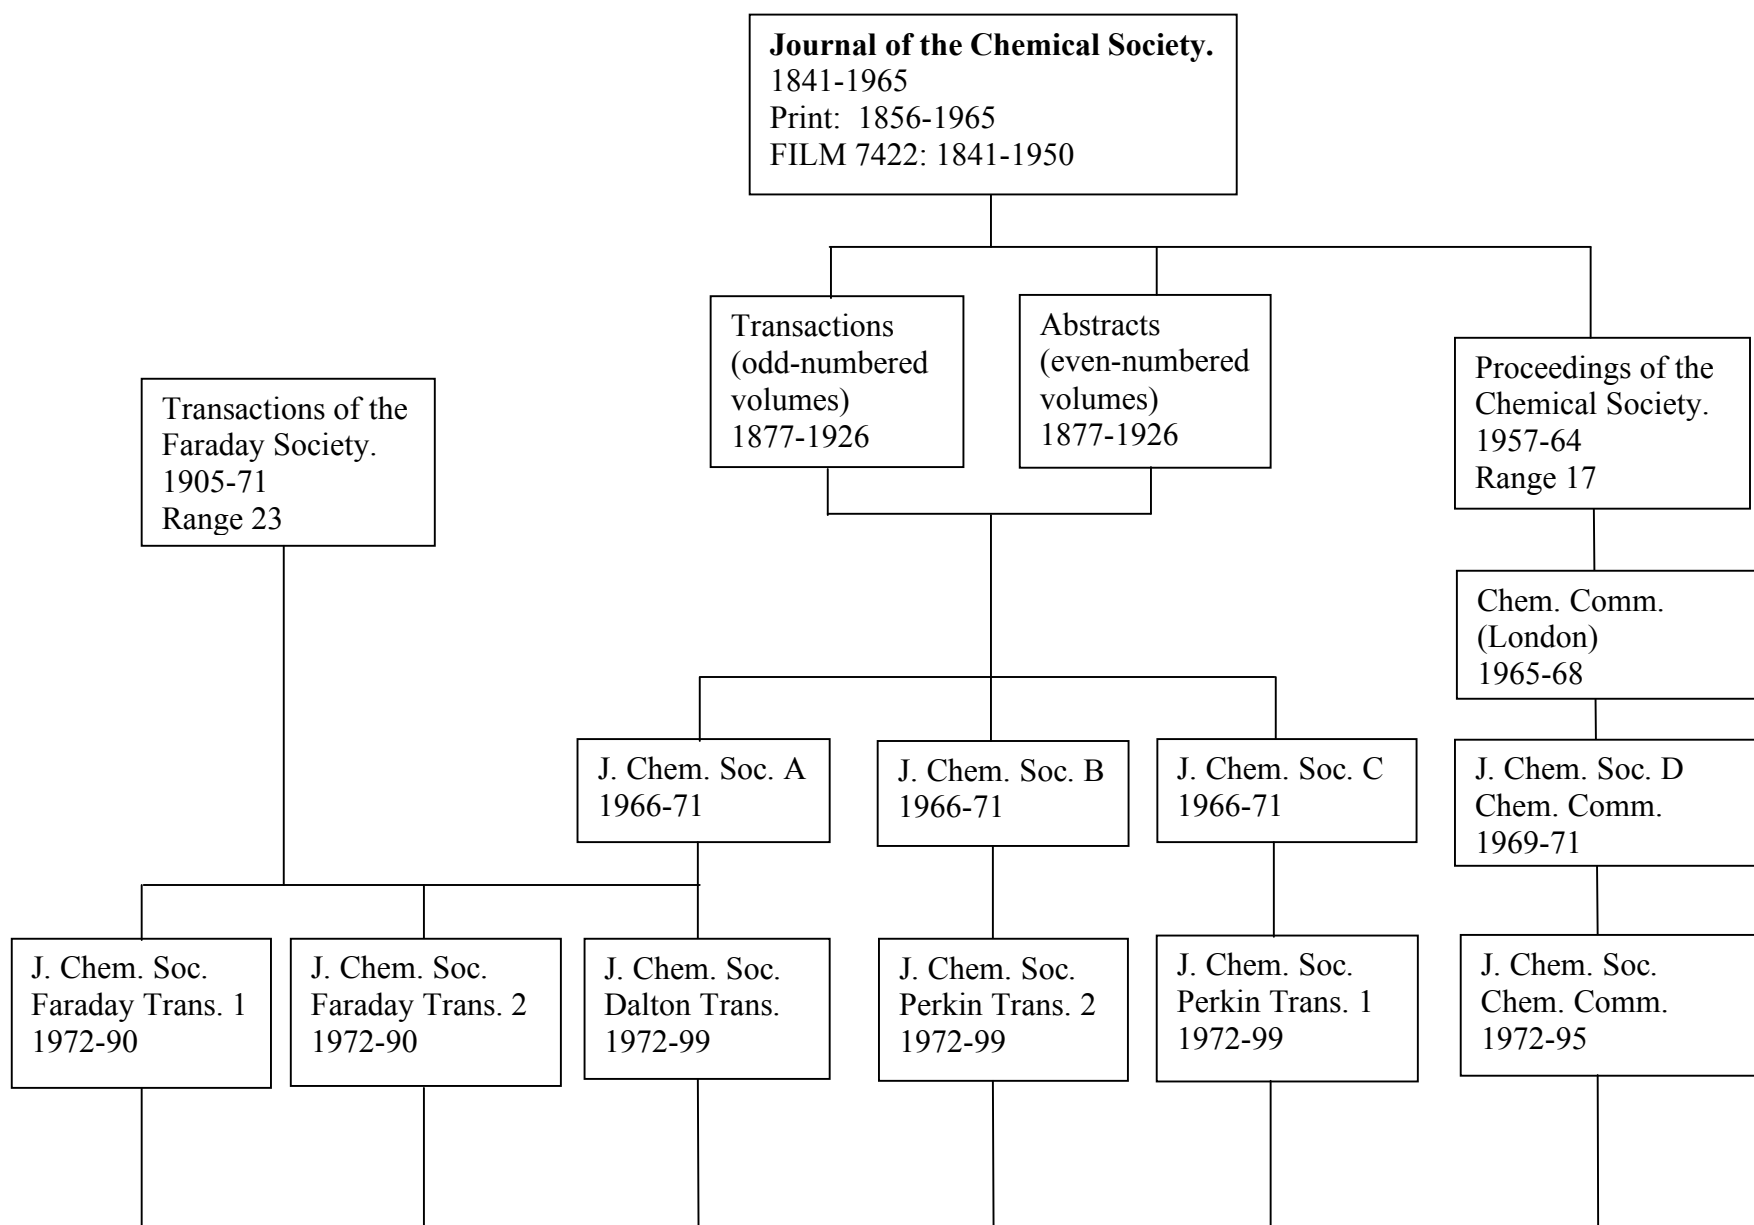 Journal of the Chemical Society.
1841-1965
Print:  1856-1965
FILM 7422: 1841-1950
Transactions
(odd-numbered
volumes)
1877-1926
Abstracts
(even-numbered
volumes)
1877-1926
Proceedings of the
Chemical Society.
1957-64
Range 17
Transactions of the
Faraday Society.
1905-71
Range 23
Chem. Comm.
(London)
1965-68
J. Chem. Soc. A
1966-71
J. Chem. Soc. B
1966-71
J. Chem. Soc. C
1966-71
J. Chem. Soc. D
Chem. Comm.
1969-71
J. Chem. Soc.
Faraday Trans. 1
1972-90
J. Chem. Soc.
Faraday Trans. 2
1972-90
J. Chem. Soc.
Dalton Trans.
1972-99
J. Chem. Soc.
Perkin Trans. 2
1972-99
J. Chem. Soc.
Perkin Trans. 1
1972-99
J. Chem. Soc.
Chem. Comm.
1972-95